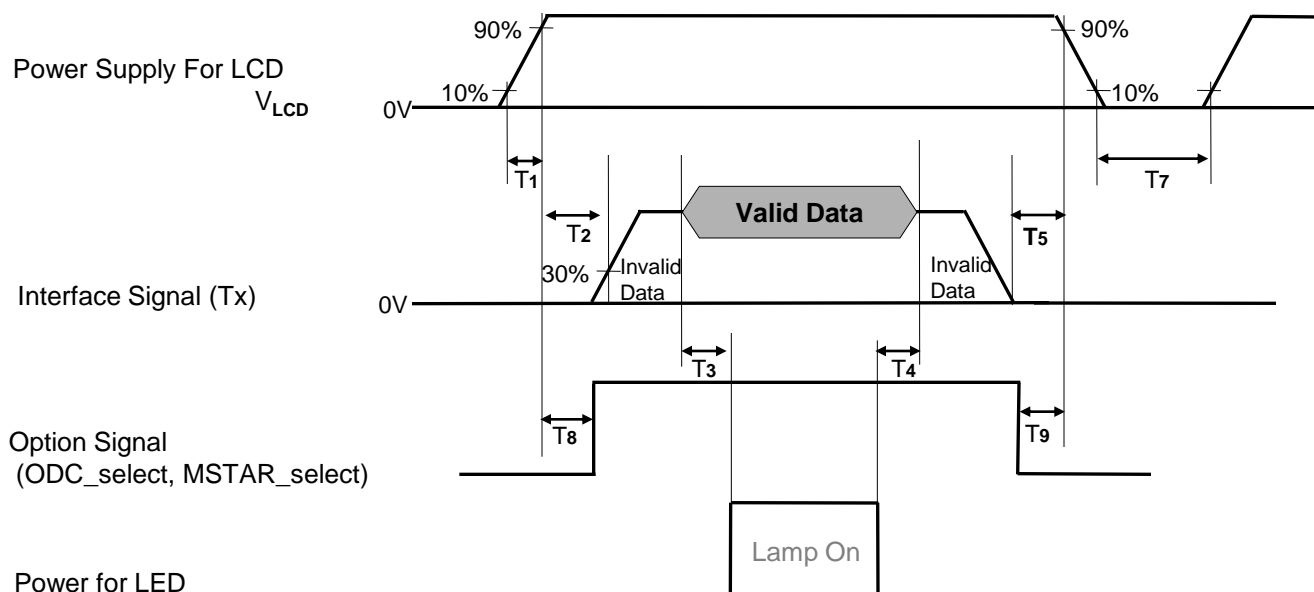 90%
90%
Power Supply For LCD
VLCD
10%
10%
0V
T1
T7
T2
Valid Data
T5
30%
Invalid
Data
Invalid
Data
Interface Signal (Tx)
0V
T3
T4
T8
T9
Option Signal
(ODC_select, MSTAR_select)
Lamp On
Power for LED